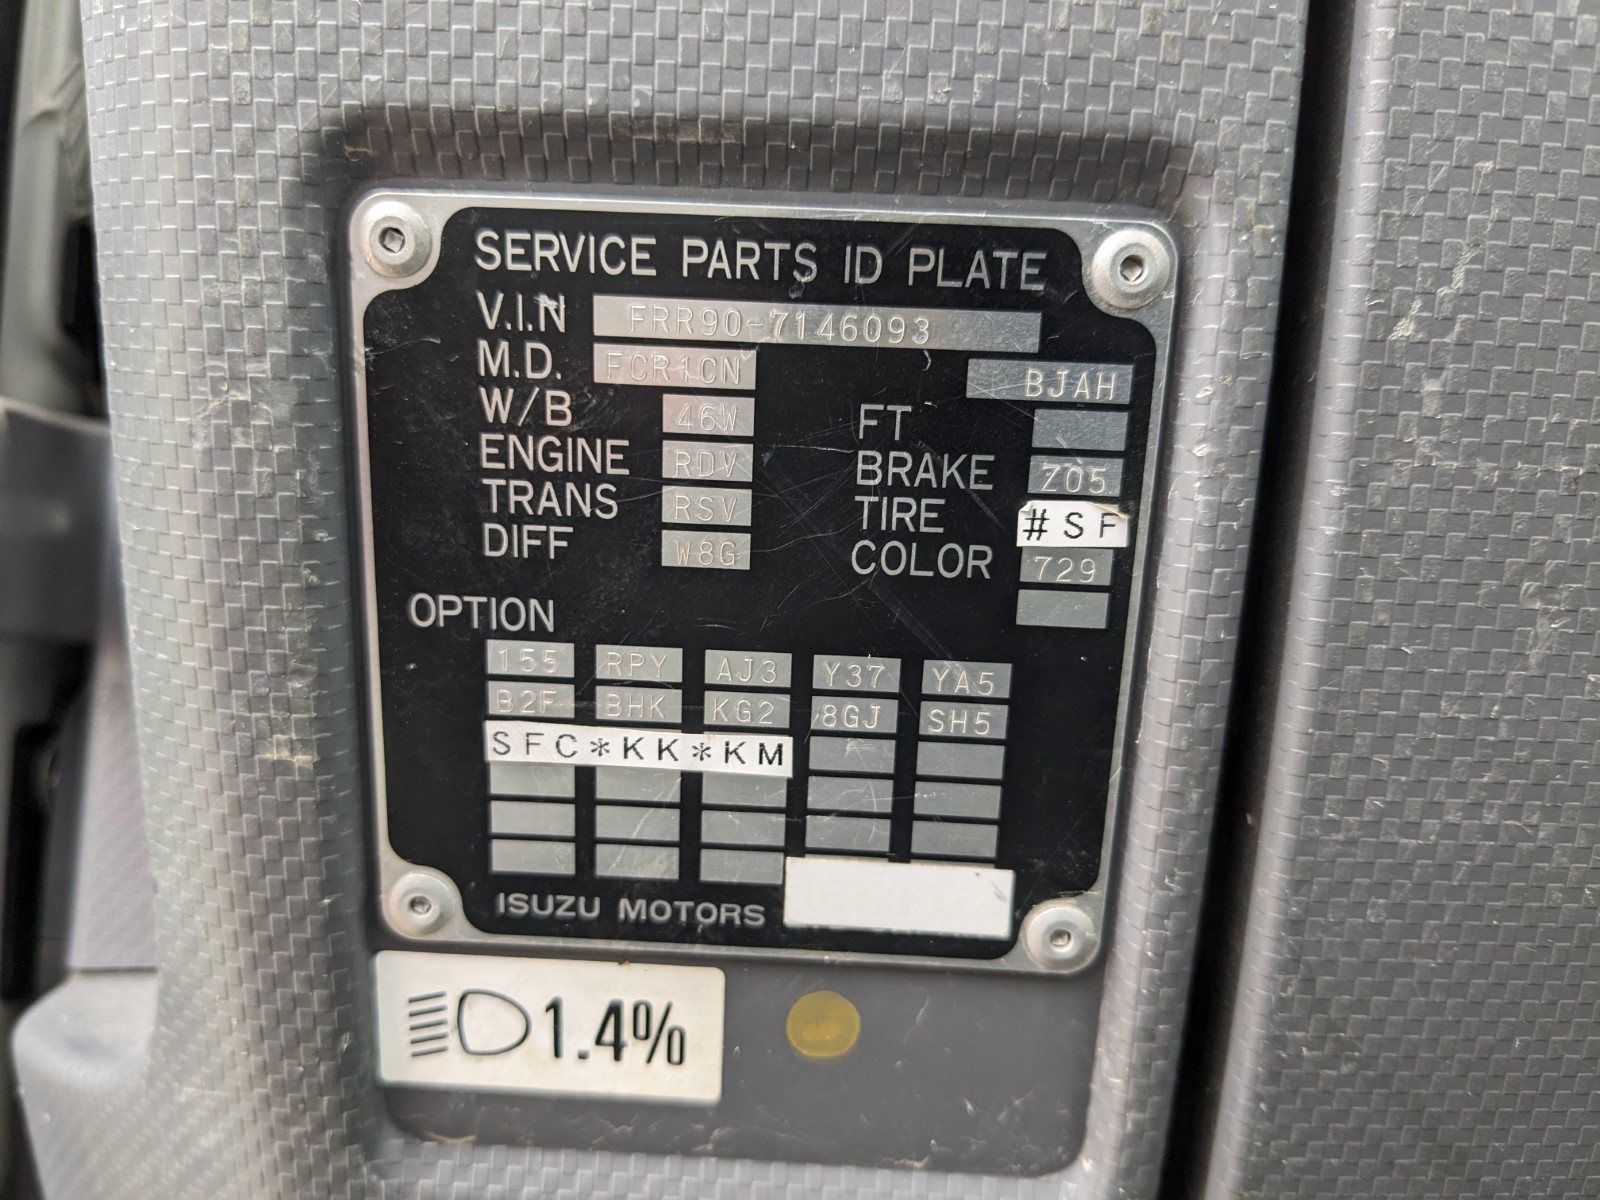 SERVICE PARTS ID PLATE
V.I.N FRR90-7146093
M.D. FCR1CN BJAH
W/B 46W FT
ENGINE RDV BRAKE Z05
TRANS RSV TIRE #SF
DIFF W8G COLOR 729
OPTION
155 RPY AJ3 Y37 YA5
B2F BHK KG2 8GJ SH5
SFC*KK*KM
ISUZU MOTORS
1.4%